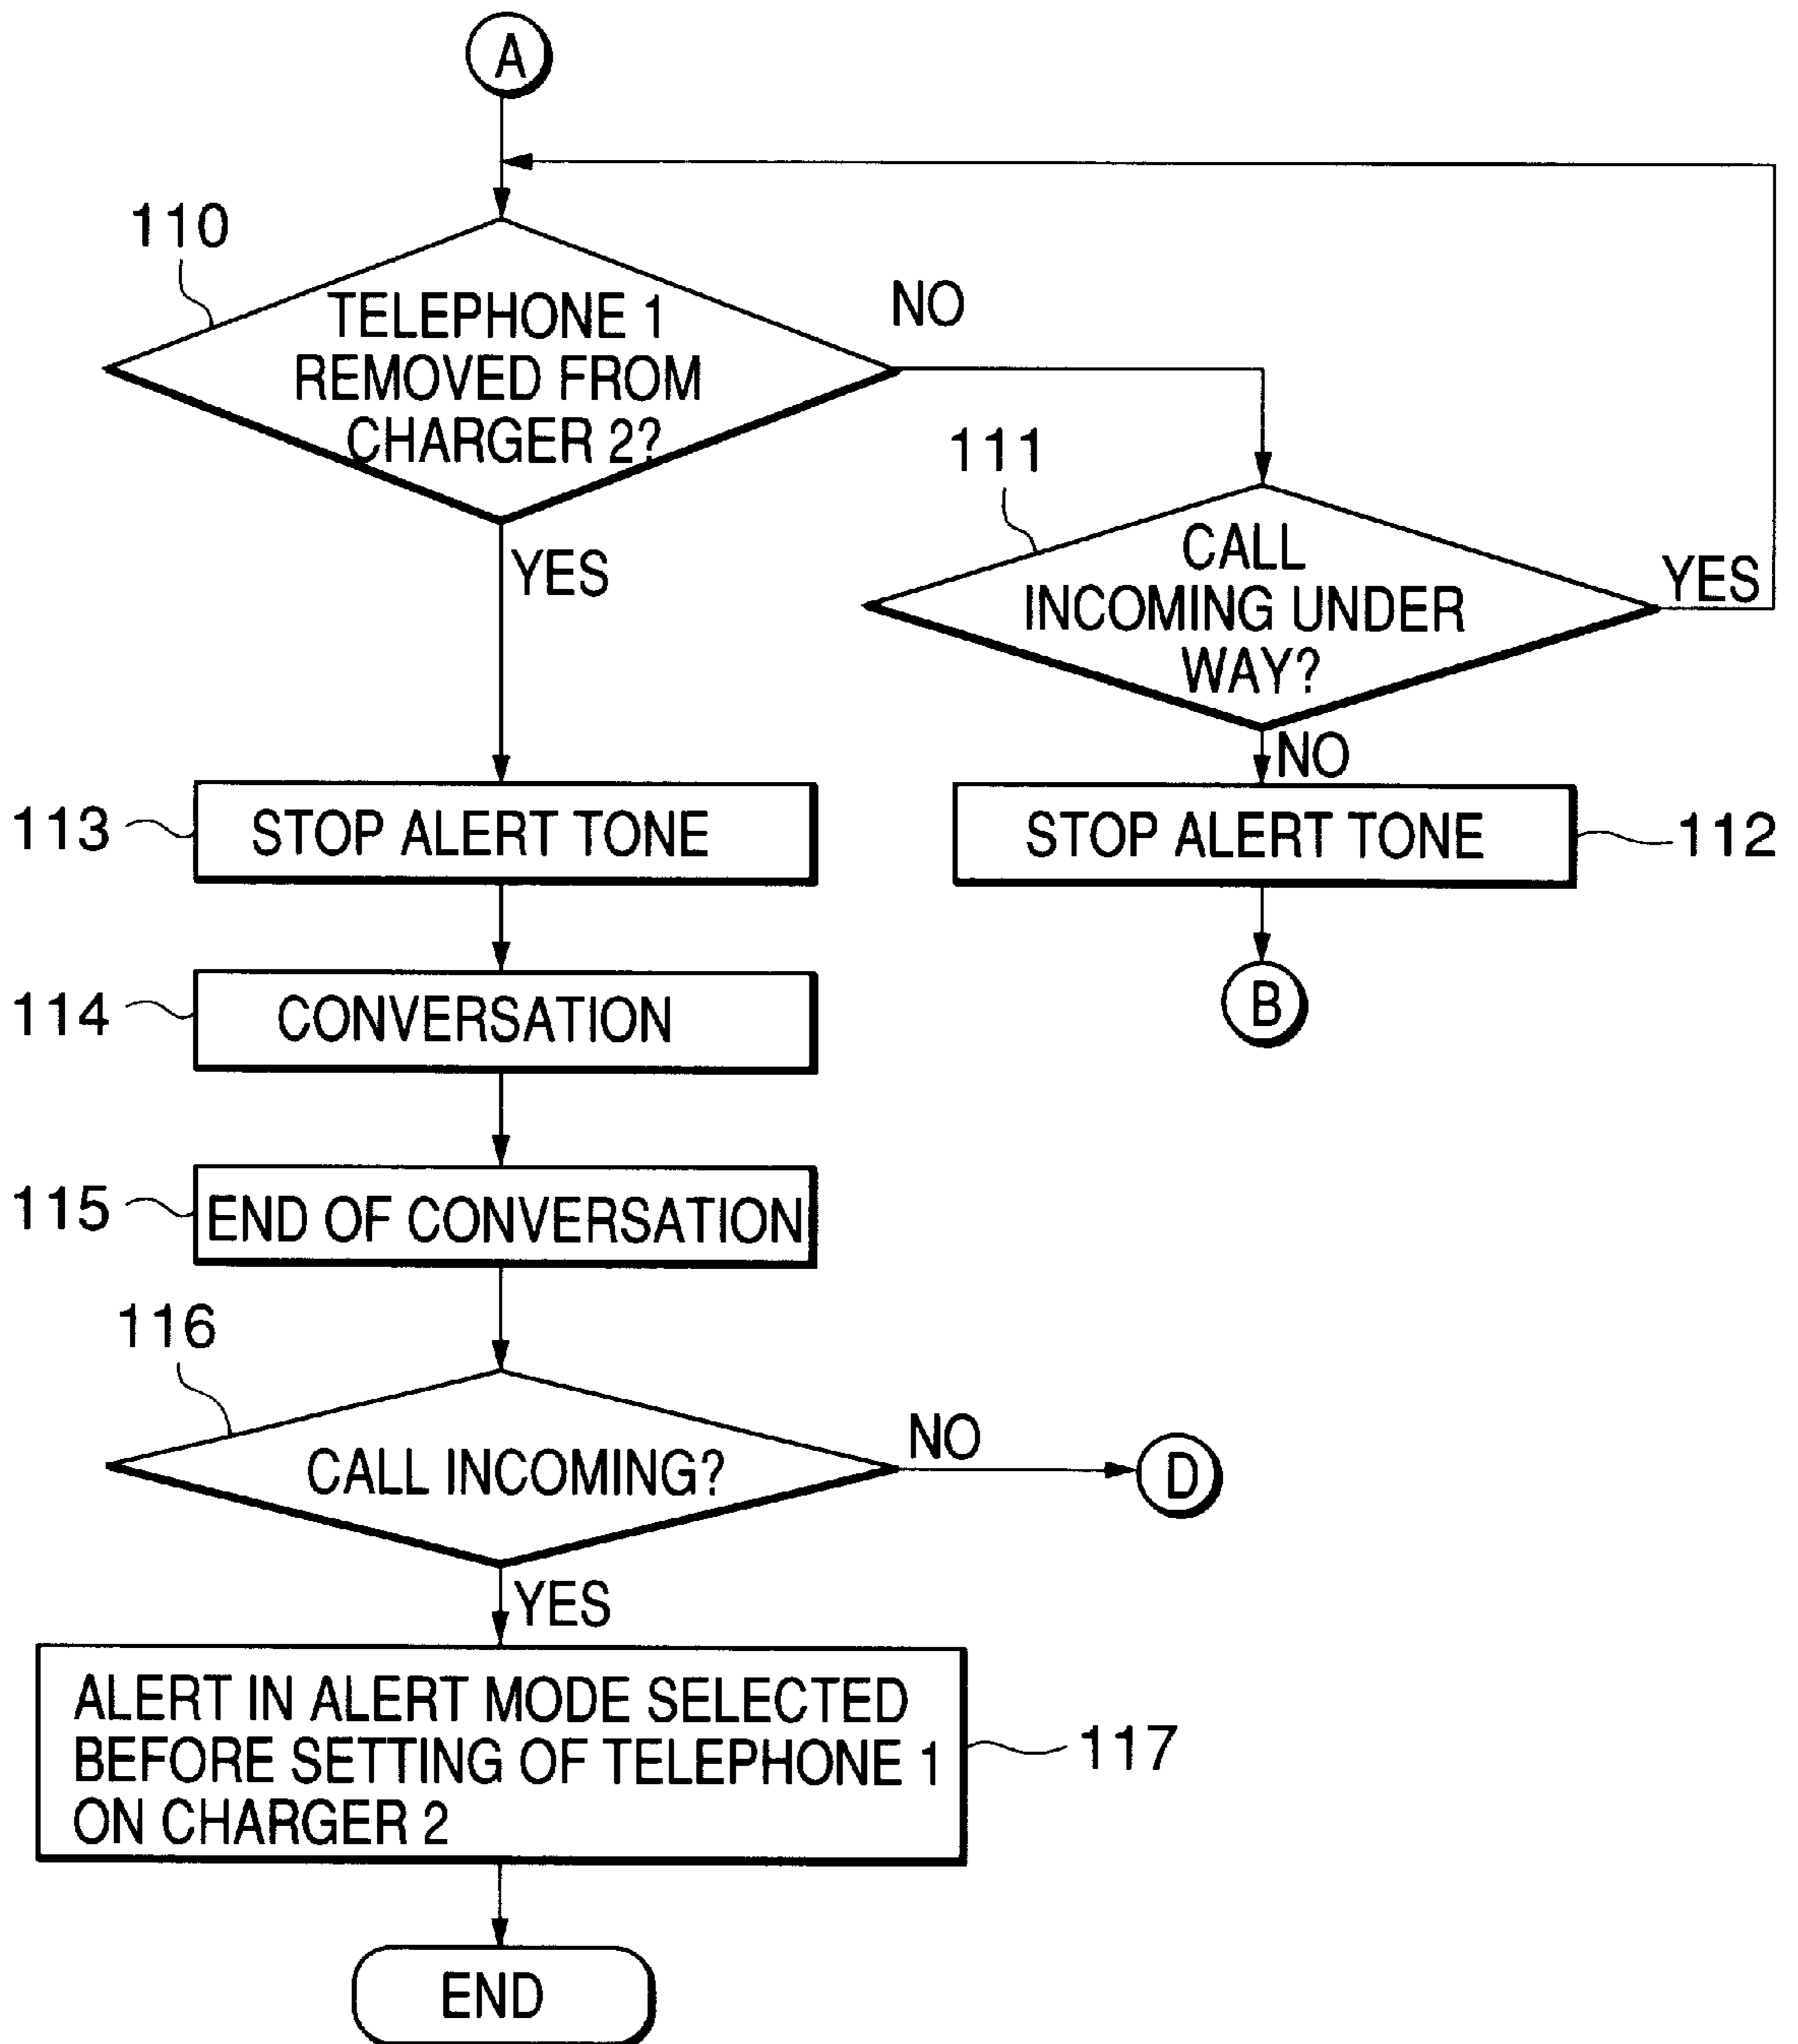 A
110
TELEPHONE 1
REMOVED FROM
CHARGER 2?
NO
YES
111
CALL
INCOMING UNDER
WAY?
YES
NO
113
STOP ALERT TONE
STOP ALERT TONE
112
114
CONVERSATION
B
115
END OF CONVERSATION
116
CALL INCOMING?
NO
D
YES
ALERT IN ALERT MODE SELECTED
BEFORE SETTING OF TELEPHONE 1
ON CHARGER 2
117
END